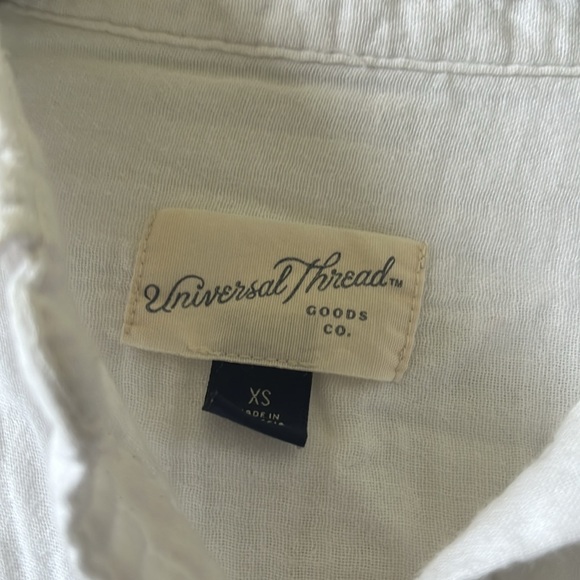 Universal Thread™
GOODS
CO.
XS
MADE IN